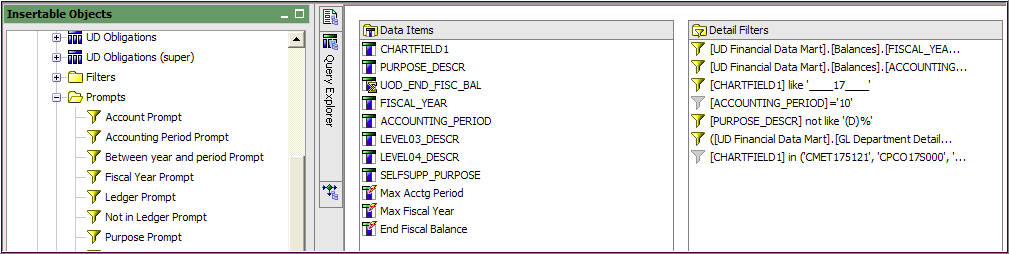 Insertable Objects
UD Obligations
UD Obligations (super)
Filters
Prompts
Account Prompt
Accounting Period Prompt
Between year and period Prompt
Fiscal Year Prompt
Ledger Prompt
Not in Ledger Prompt
Purpose Prompt
Query Explorer
Data Items
CHARTFIELD1
PURPOSE_DESCR
UOD_END_FISC_BAL
FISCAL_YEAR
ACCOUNTING_PERIOD
LEVEL03_DESCR
LEVEL04_DESCR
SELFSUPP_PURPOSE
Max Acctg Period
Max Fiscal Year
End Fiscal Balance
Detail Filters
[UD Financial Data Mart].[Balances].[FISCAL_YEA...
[UD Financial Data Mart].[Balances].[ACCOUNTING...
[CHARTFIELD1] like '____17____'
[ACCOUNTING_PERIOD]='10'
[PURPOSE_DESCR] not like '(D)%'
([UD Financial Data Mart].[GL Department Detail...
[CHARTFIELD1] in ('CMET175121', 'CPCO17S000', '...